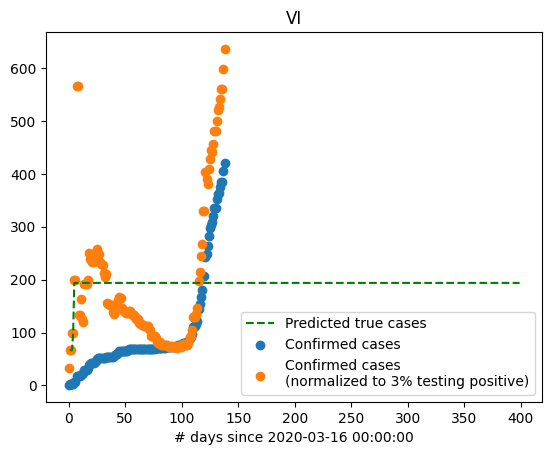 VI
600
500
400
300
200
100
0
Predicted true cases
Confirmed cases
Confirmed cases
(normalized to 3% testing positive)
0 50 100 150 200 250 300 350 400
# days since 2020-03-16 00:00:00